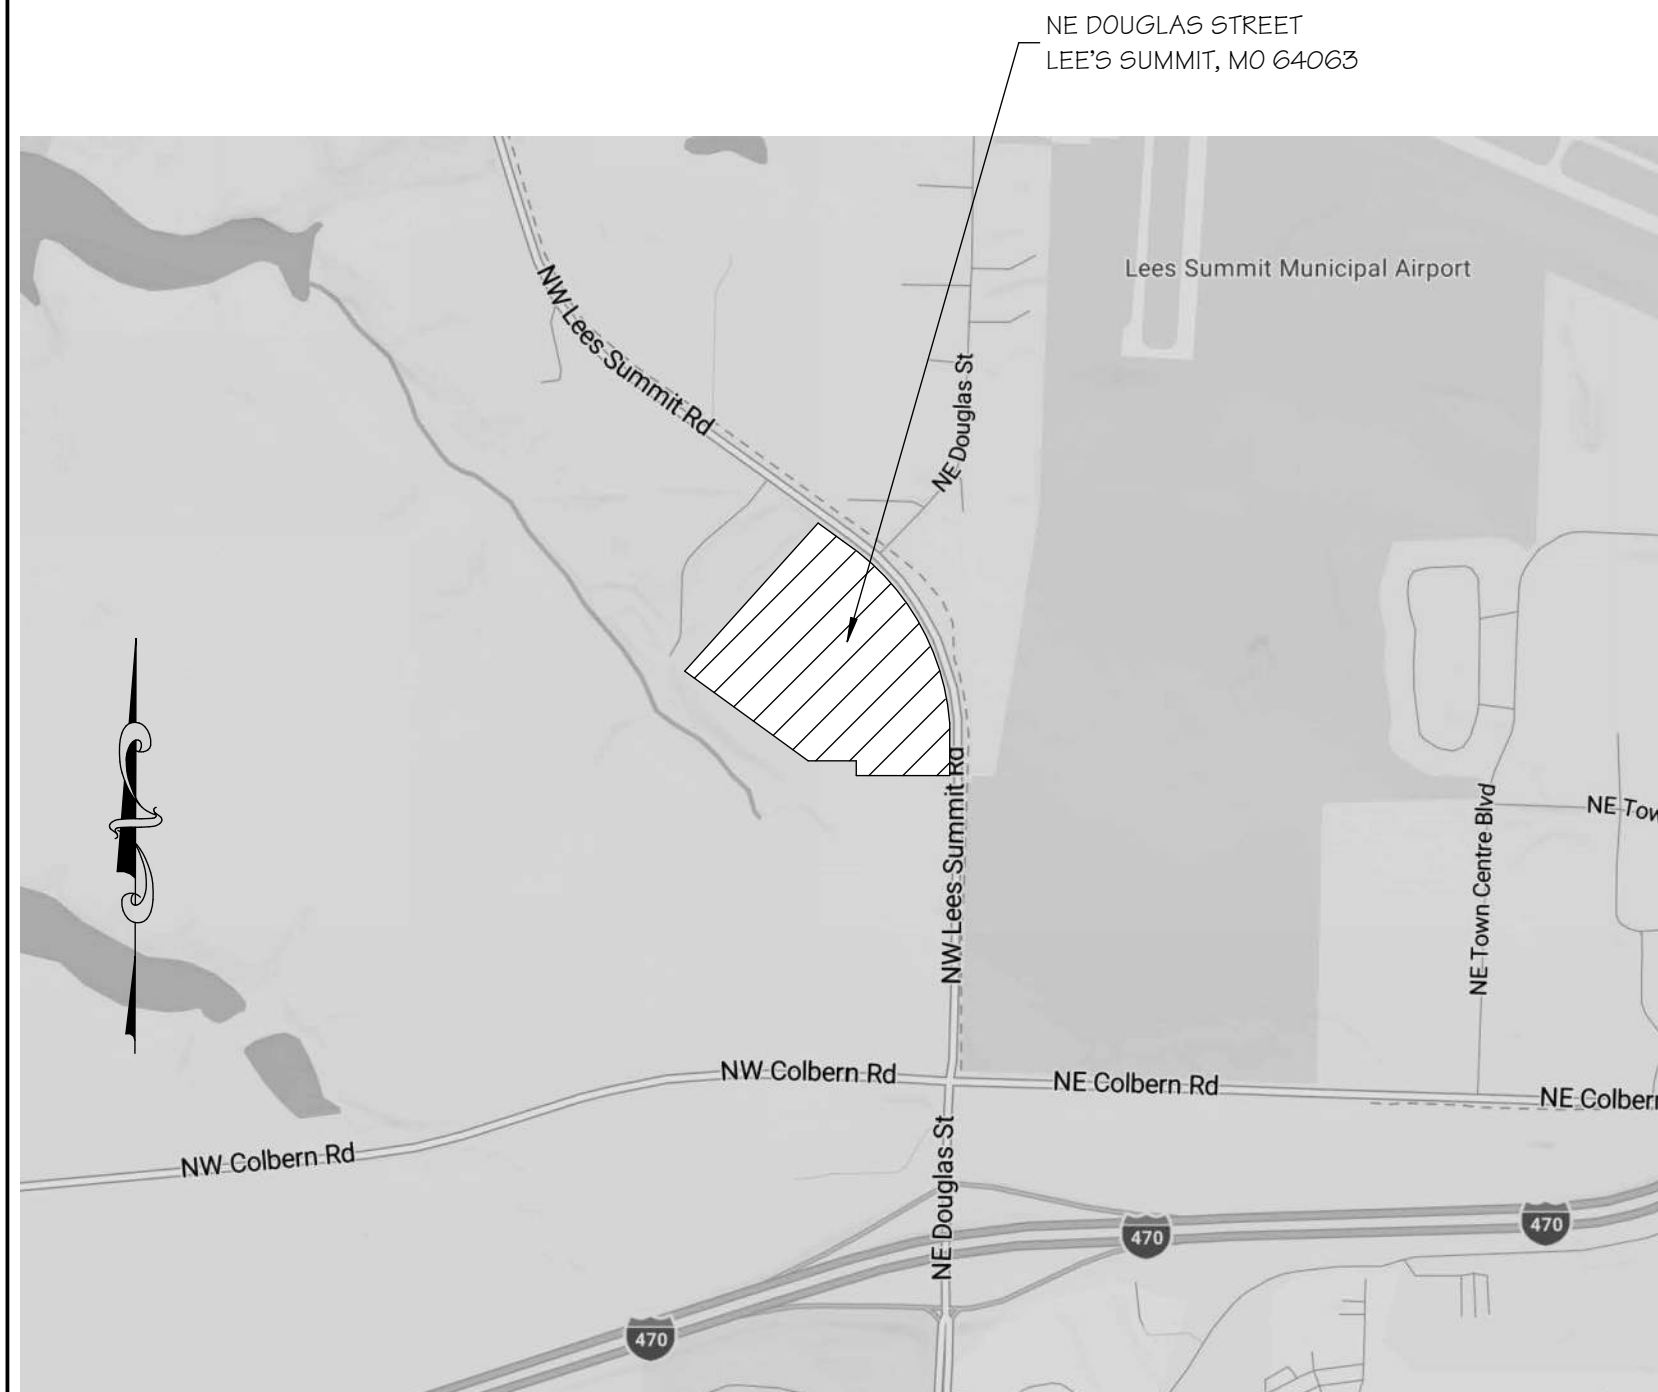 NE DOUGLAS STREET
LEE'S SUMMIT, MO 64063
Lees Summit Municipal Airport
NW Lees Summit Rd
NE Douglas St
NW Lees Summit Rd
NE Town Centre Blvd
NE Tow
NW Colbern Rd
NE Colbern Rd
NE Colbern
NW Colbern Rd
NE Douglas St
470
470
470